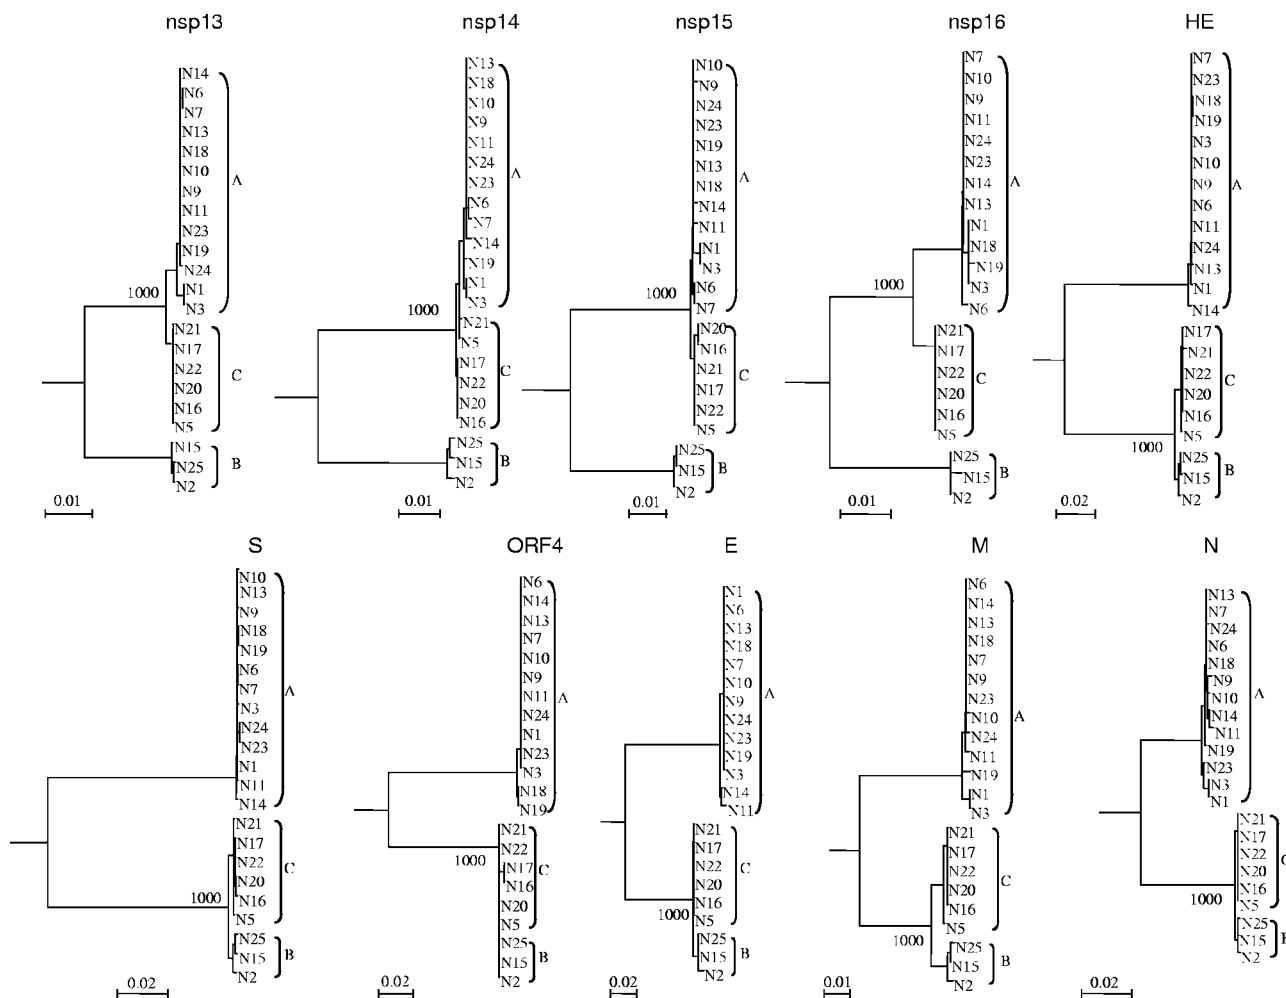 nsp13
N14
N6
N7
N13
N18
N10
N9
N11
N23
N19
N24
N1
N3
A
1000
N21
N17
N22
N20
N16
N5
C
N15
N25
N2
B
0.01
nsp14
N13
N18
N10
N9
N11
N24
N23
N6
N7
N14
N19
N1
N3
A
1000
N21
N5
N17
N22
N20
N16
C
N25
N15
N2
B
0.01
nsp15
N10
N9
N24
N23
N19
N13
N18
N14
N11
N1
N3
N6
N7
A
1000
N20
N16
N21
N17
N22
N5
C
N25
N15
N2
B
0.01
nsp16
N7
N10
N9
N11
N24
N23
N14
N13
N1
N18
N19
N3
N6
A
1000
N21
N17
N22
N20
N16
N5
C
N25
N15
N2
B
0.01
HE
N7
N23
N18
N19
N3
N10
N9
N6
N11
N24
N13
N1
N14
A
N17
N21
N22
N20
N16
N5
C
1000
N25
N15
N2
B
0.02
S
N10
N13
N9
N18
N19
N6
N7
N3
N24
N23
N1
N11
N14
A
N21
N17
N22
N20
N16
N5
C
1000
N25
N15
N2
B
0.02
ORF4
N6
N14
N13
N7
N10
N9
N11
N24
N1
N23
N3
N18
N19
A
N21
N22
N17
N16
N20
N5
C
1000
N25
N15
N2
B
0.02
E
N1
N6
N13
N18
N7
N10
N9
N24
N23
N19
N3
N14
N11
A
N21
N17
N22
N20
N16
N5
C
1000
N25
N15
N2
B
0.02
M
N6
N14
N13
N18
N7
N9
N23
N10
N24
N11
N19
N1
N3
A
N21
N17
N22
N20
N16
N5
C
1000
N25
N15
N2
B
0.01
N
N13
N7
N24
N6
N18
N9
N10
N14
N11
N19
N23
N3
N1
A
N21
N17
N22
N20
N16
N5
1000
N25
N15
N2
0.02